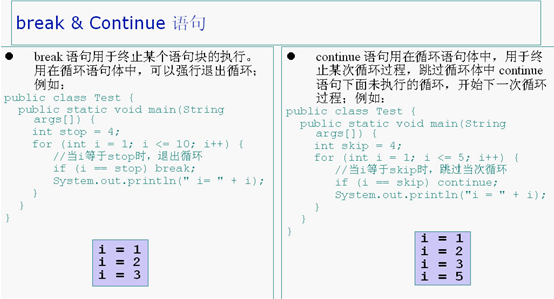 break & Continue 语句
● break 语句用于终止某个语句块的执行。
用在循环语句体中，可以强行退出循环；
例如：
public class Test {
public static void main(String
args[]) {
int stop = 4;
for (int i = 1; i <= 10; i++) {
//当i等于stop时，退出循环
if (i == stop) break;
System.out.println(" i= " + i);
}
}
}
i = 1
i = 2
i = 3
● continue 语句用在循环语句体中，用于终
止某次循环过程，跳过循环体中 continue
语句下面未执行的循环，开始下一次循环
过程；例如：
public class Test {
public static void main(String
args[]) {
int skip = 4;
for (int i = 1; i <= 5; i++) {
//当i等于skip时，跳过当次循环
if (i == skip) continue;
System.out.println("i = " + i);
}
}
}
i = 1
i = 2
i = 3
i = 5